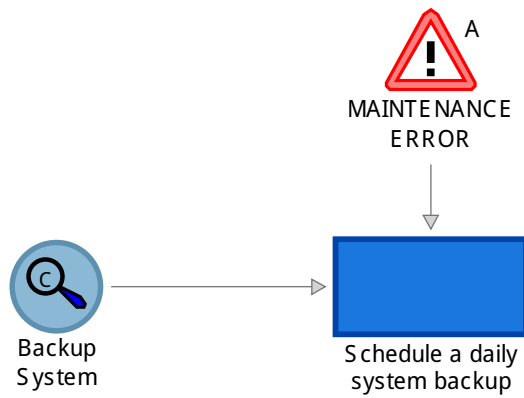 A
!
MAINTENANCE
ERROR
C
Backup
System
Schedule a daily
system backup